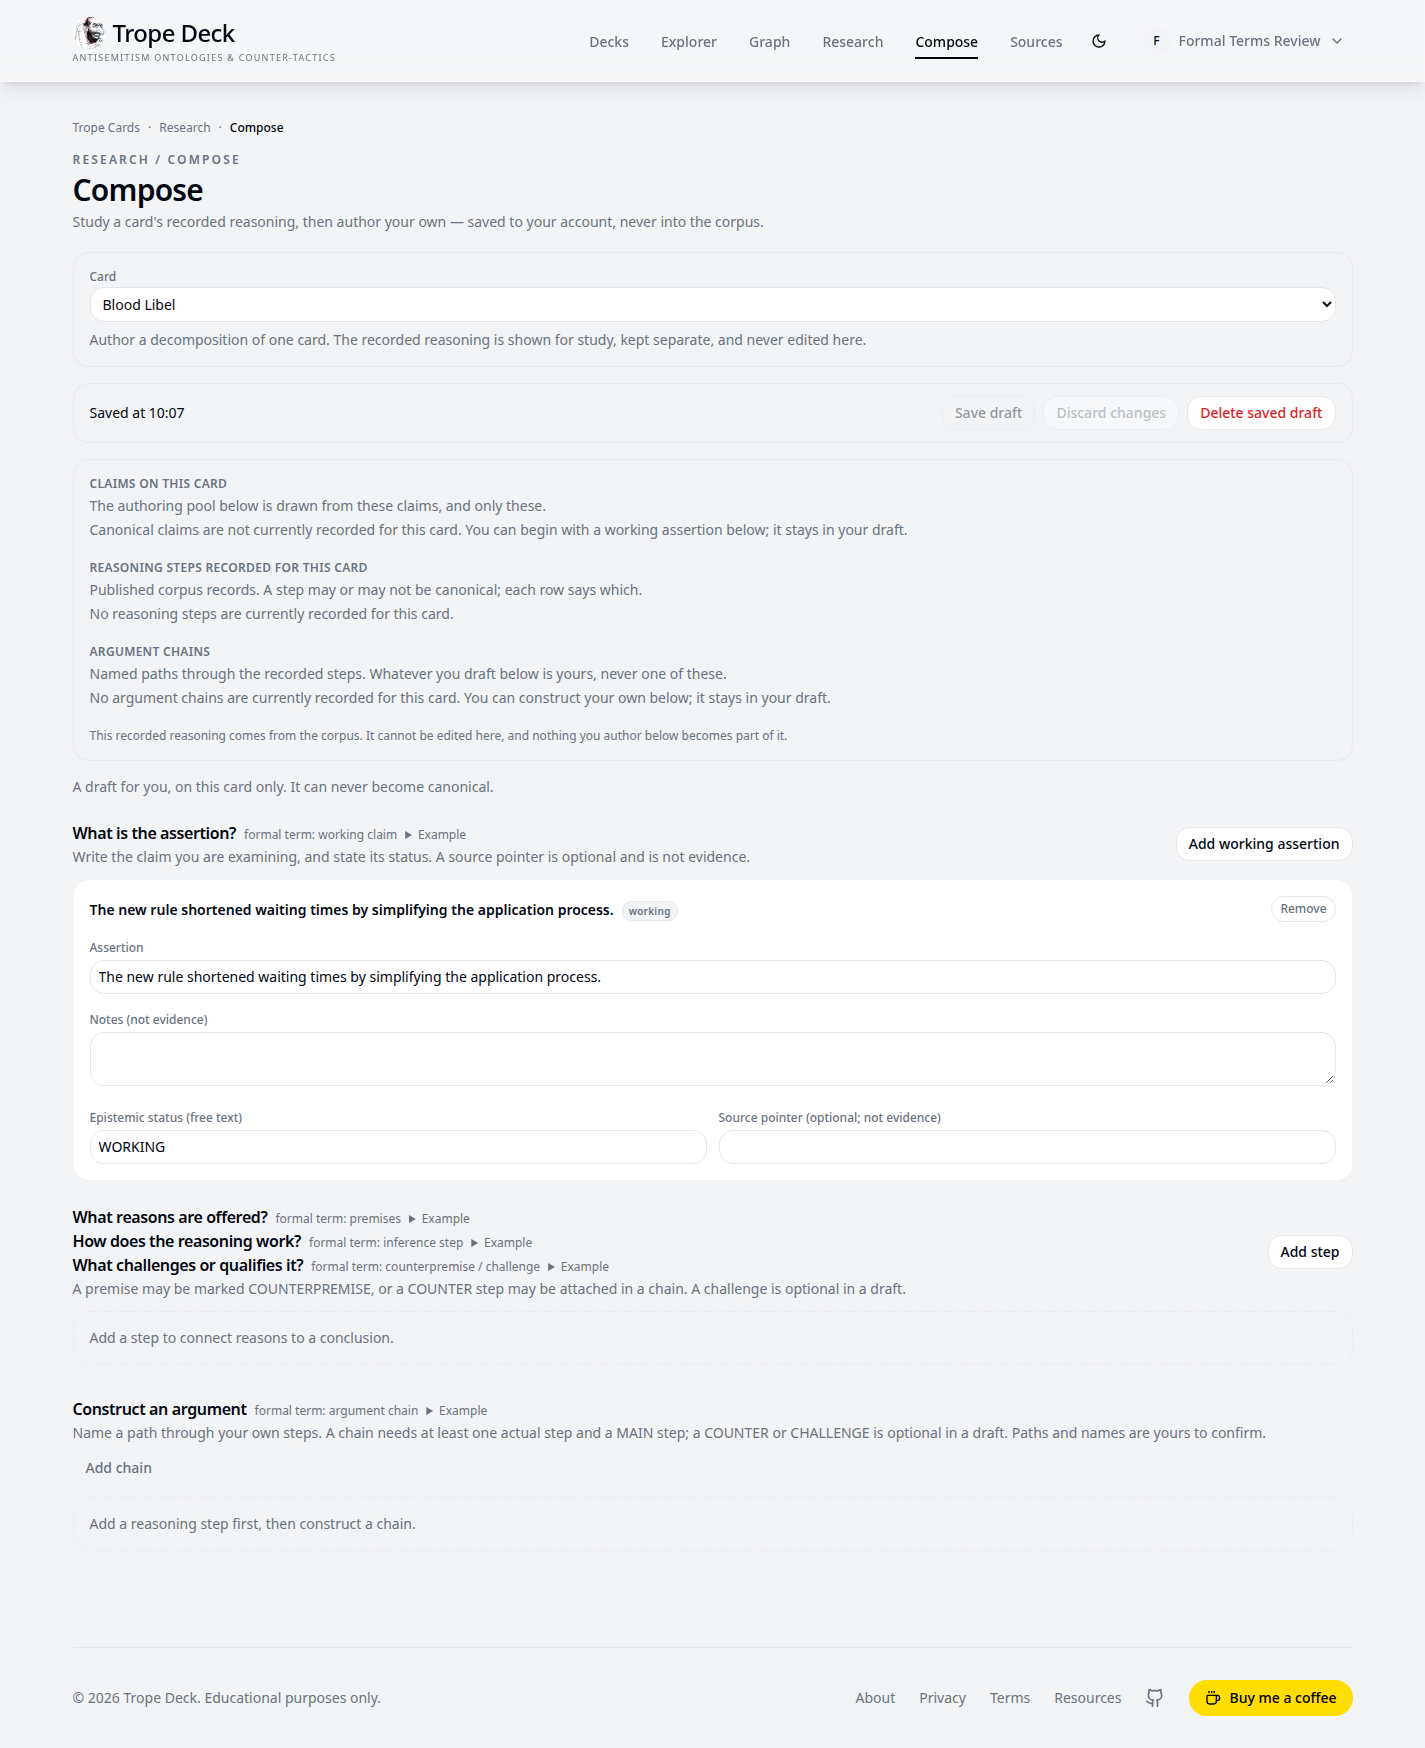 Trope Deck
ANTISEMITISM ONTOLOGIES & COUNTER-TACTICS
Decks
Explorer
Graph
Research
Compose
Sources
F
Formal Terms Review
Trope Cards · Research · Compose
RESEARCH / COMPOSE
Compose
Study a card's recorded reasoning, then author your own — saved to your account, never into the corpus.
Card
Blood Libel
Author a decomposition of one card. The recorded reasoning is shown for study, kept separate, and never edited here.
Saved at 10:07
Save draft
Discard changes
Delete saved draft
CLAIMS ON THIS CARD
The authoring pool below is drawn from these claims, and only these.
Canonical claims are not currently recorded for this card. You can begin with a working assertion below; it stays in your draft.
REASONING STEPS RECORDED FOR THIS CARD
Published corpus records. A step may or may not be canonical; each row says which.
No reasoning steps are currently recorded for this card.
ARGUMENT CHAINS
Named paths through the recorded steps. Whatever you draft below is yours, never one of these.
No argument chains are currently recorded for this card. You can construct your own below; it stays in your draft.
This recorded reasoning comes from the corpus. It cannot be edited here, and nothing you author below becomes part of it.
A draft for you, on this card only. It can never become canonical.
What is the assertion? formal term: working claim ▶ Example
Write the claim you are examining, and state its status. A source pointer is optional and is not evidence.
Add working assertion
The new rule shortened waiting times by simplifying the application process. working
Remove
Assertion
The new rule shortened waiting times by simplifying the application process.
Notes (not evidence)
Epistemic status (free text)
WORKING
Source pointer (optional; not evidence)
What reasons are offered? formal term: premises ▶ Example
How does the reasoning work? formal term: inference step ▶ Example
What challenges or qualifies it? formal term: counterpremise / challenge ▶ Example
A premise may be marked COUNTERPREMISE, or a COUNTER step may be attached in a chain. A challenge is optional in a draft.
Add step
Add a step to connect reasons to a conclusion.
Construct an argument formal term: argument chain ▶ Example
Name a path through your own steps. A chain needs at least one actual step and a MAIN step; a COUNTER or CHALLENGE is optional in a draft. Paths and names are yours to confirm.
Add chain
Add a reasoning step first, then construct a chain.
© 2026 Trope Deck. Educational purposes only.
About
Privacy
Terms
Resources
Buy me a coffee